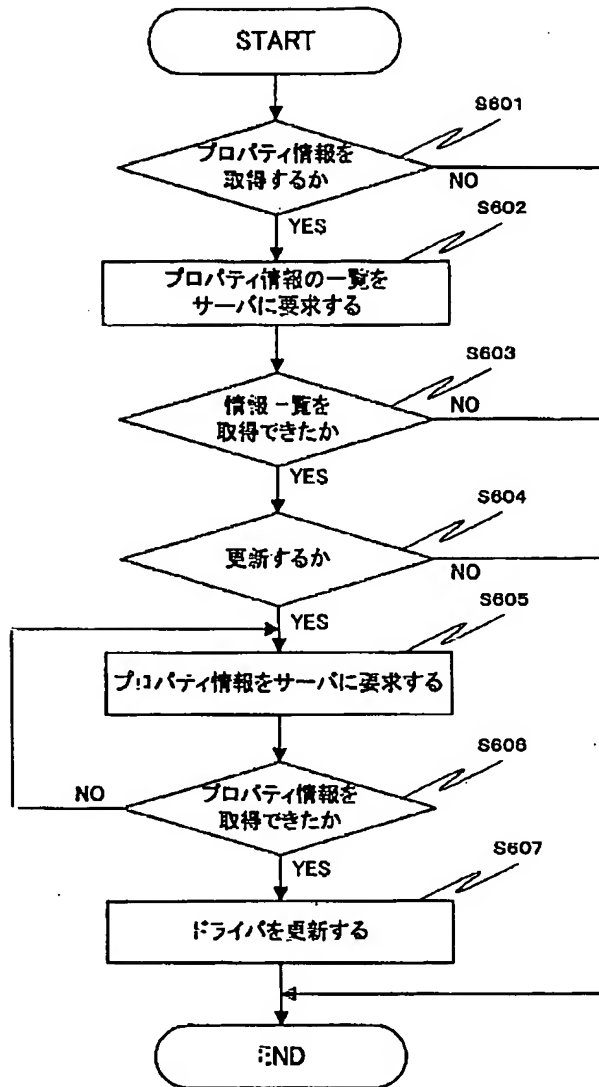 START
S601
プロパティ情報を
取得するか
NO
YES
S602
プロパティ情報の一覧を
サーバに要求する
S603
情報一覧を
取得できたか
NO
YES
S604
更新するか
NO
YES
S605
プロパティ情報をサーバに要求する
S606
プロパティ情報を
取得できたか
NO
YES
S607
ドライバを更新する
END